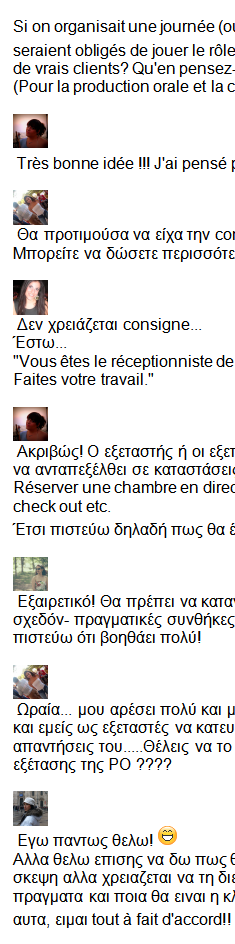 Si on organisait une journée (ou
seraient obligés de jouer le rôle
de vrais clients? Qu'en pensez-
(Pour la production orale et la c
Très bonne idée !!! J'ai pensé p
Θα προτιμούσα να είχα την con
Μπορείτε να δώσετε περισσότε
Δεν χρειάζεται consigne...
Έστω...
"Vous êtes le réceptionniste de
Faites votre travail."
Ακριβώς! Ο εξεταστής ή οι εξετ
να ανταπεξέλθει σε καταστάσεις
Réserver une chambre en direc
check out etc.
Έτσι πιστεύω δηλαδή πως θα έ
Εξαιρετικό! Θα πρέπει να κατα
σχεδόν- πραγματικές συνθήκες
πιστεύω ότι βοηθάει πολύ!
Ωραία... μου αρέσει πολύ και μ
και εμείς ως εξεταστές να κατευ
απαντήσεις του.....Θέλεις να το
εξέτασης της PO ????
Εγω παντως θελω!
Αλλα θελω επισης να δω πως θ
σκεψη αλλα χρειαζεται να τη διε
πραγματα και ποια θα ειναι η κλ
αυτα, ειμαι tout à fait d'accord!!